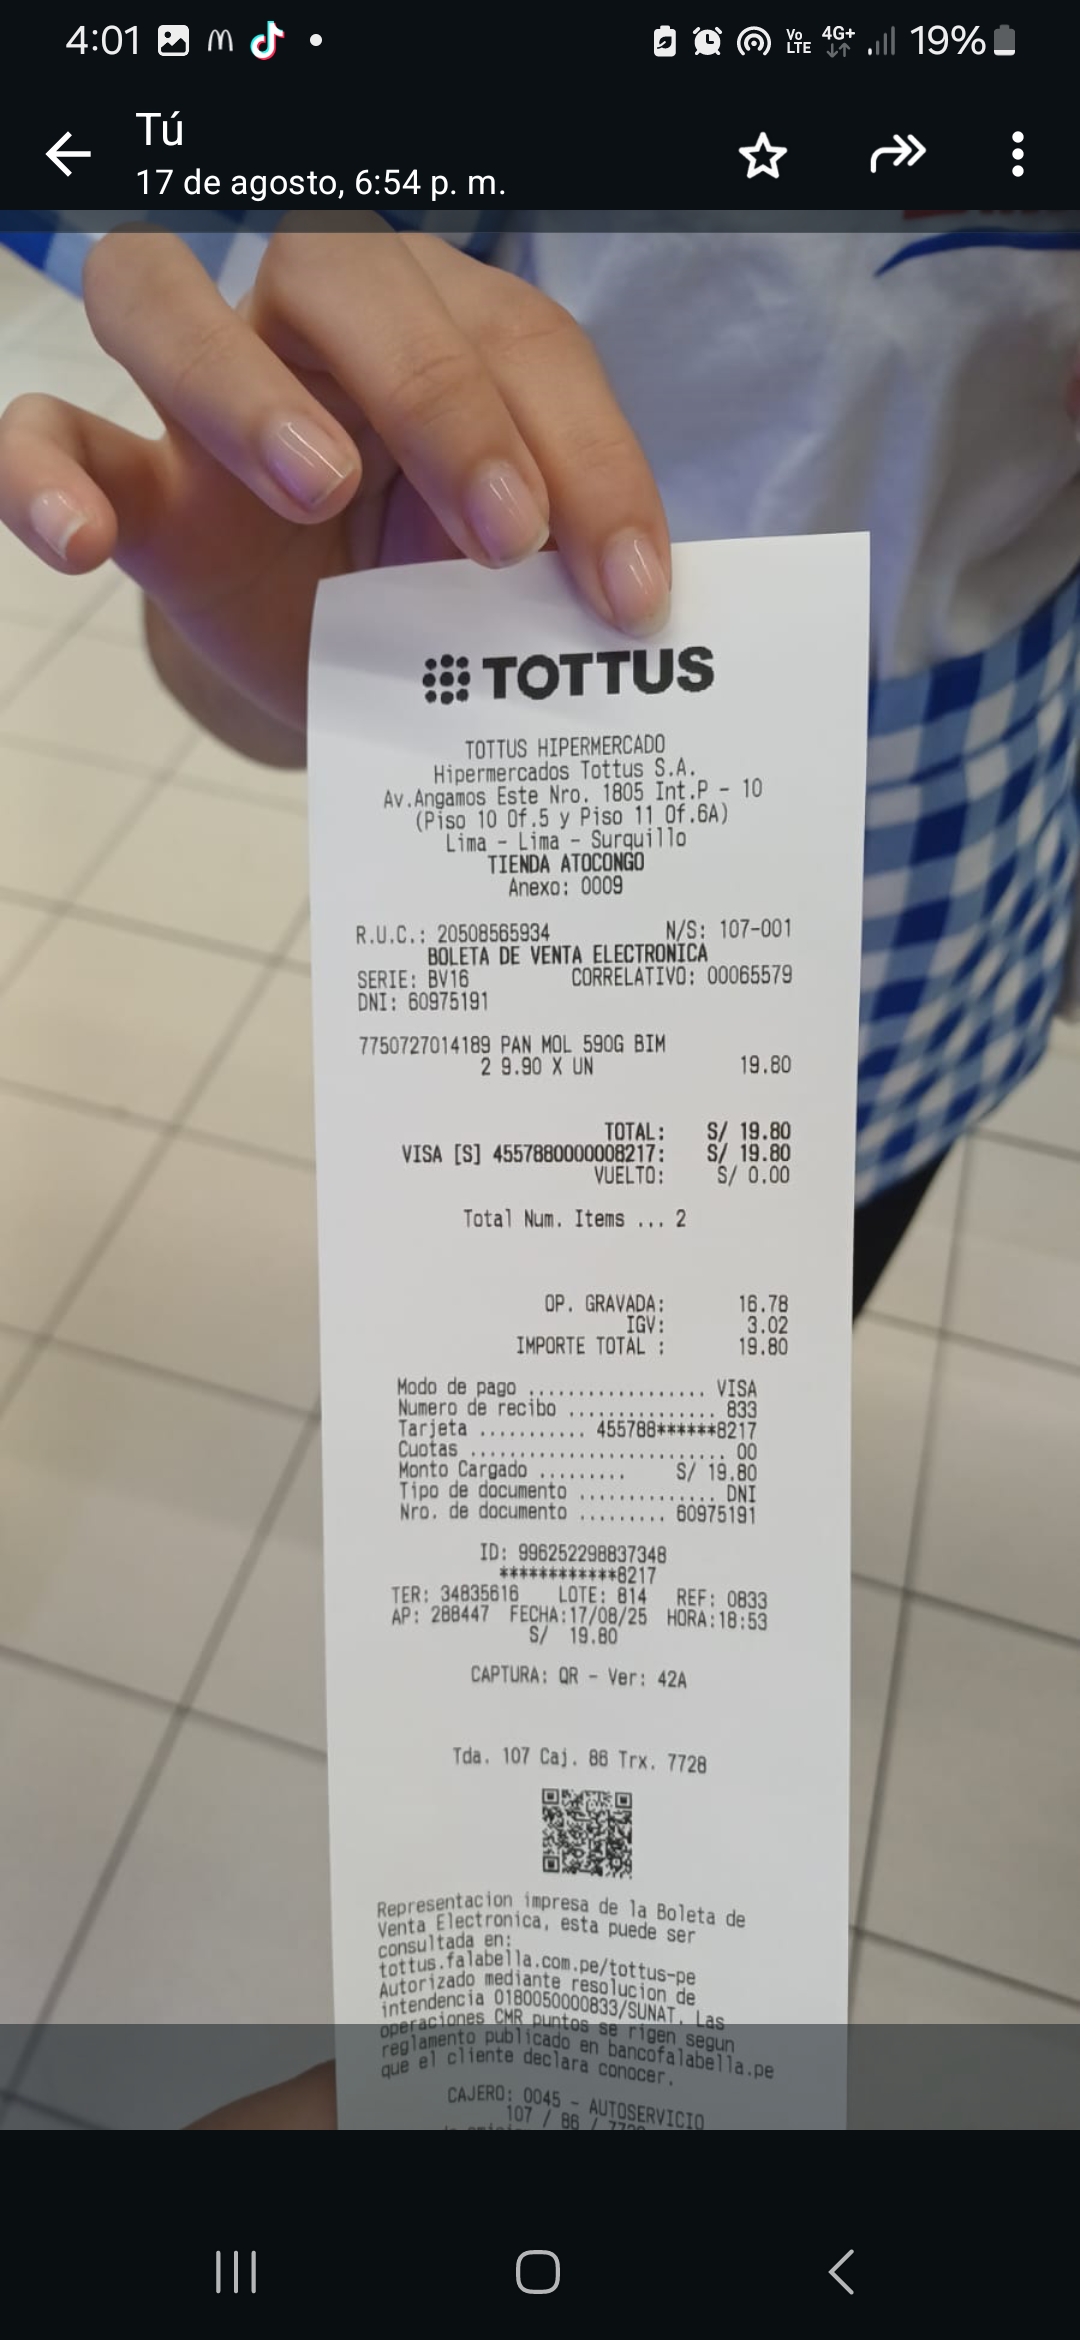 4:01
Vo LTE 4G+ 19%
Tú
17 de agosto, 6:54 p. m.
TOTTUS
TOTTUS HIPERMERCADO
Hipermercados Tottus S.A.
Av.Angamos Este Nro. 1805 Int.P - 10
(Piso 10 Of.5 y Piso 11 Of.6A)
Lima - Lima - Surquillo
TIENDA ATOCONGO
Anexo: 0009
R.U.C.: 20508565934 N/S: 107-001
BOLETA DE VENTA ELECTRONICA
SERIE: BV16 CORRELATIVO: 00065579
DNI: 60975191
7750727014189 PAN MOL 590G BIM
2 9.90 X UN 19.80
TOTAL: S/ 19.80
VISA [S] 4557880000008217: S/ 19.80
VUELTO: S/ 0.00
Total Num. Items ... 2
OP. GRAVADA: 16.78
IGV: 3.02
IMPORTE TOTAL : 19.80
Modo de pago .................. VISA
Numero de recibo ............... 833
Tarjeta ........... 455788******8217
Cuotas .......................... 00
Monto Cargado ......... S/ 19.80
Tipo de documento .............. DNI
Nro. de documento ......... 60975191
ID: 996252298837348
************8217
TER: 34835616 LOTE: 814 REF: 0833
AP: 288447 FECHA:17/08/25 HORA:18:53
S/ 19.80
CAPTURA: QR - Ver: 42A
Tda. 107 Caj. 86 Trx. 7728
Representacion impresa de la Boleta de
Venta Electronica, esta puede ser
consultada en:
tottus.falabella.com.pe/tottus-pe
Autorizado mediante resolucion de
intendencia 0180050000833/SUNAT. Las
operaciones CMR puntos se rigen segun
reglamento publicado en bancofalabella.pe
que el cliente declara conocer.
CAJERO: 0045 - AUTOSERVICIO
107 / 86 /